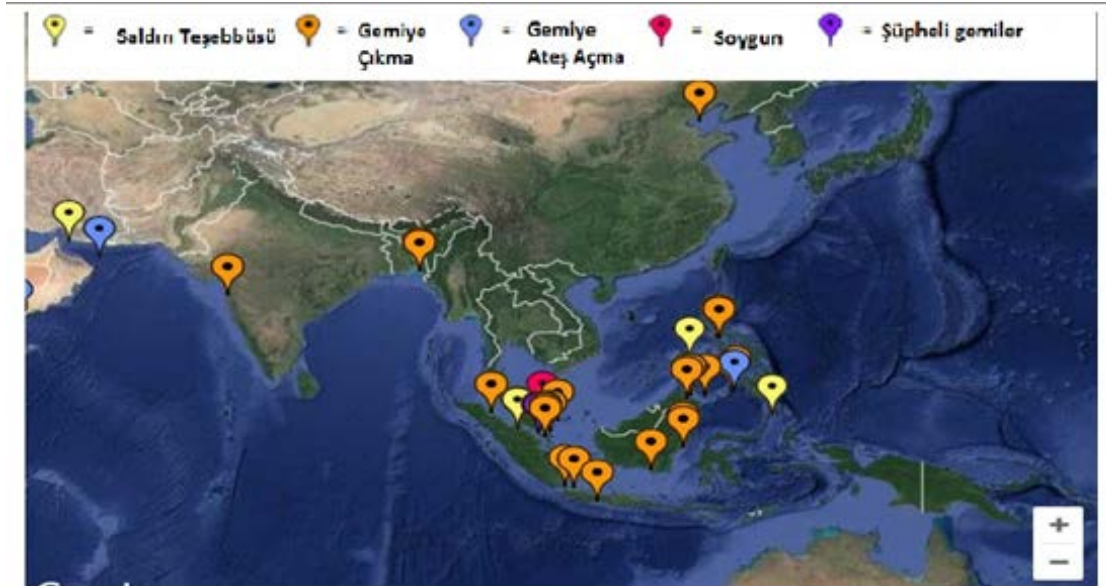 = Saldırı Teşebbüsü = Gemiye Çıkma = Gemiye Ateş Açma = Soygun = Şüpheli gemiler
+
−